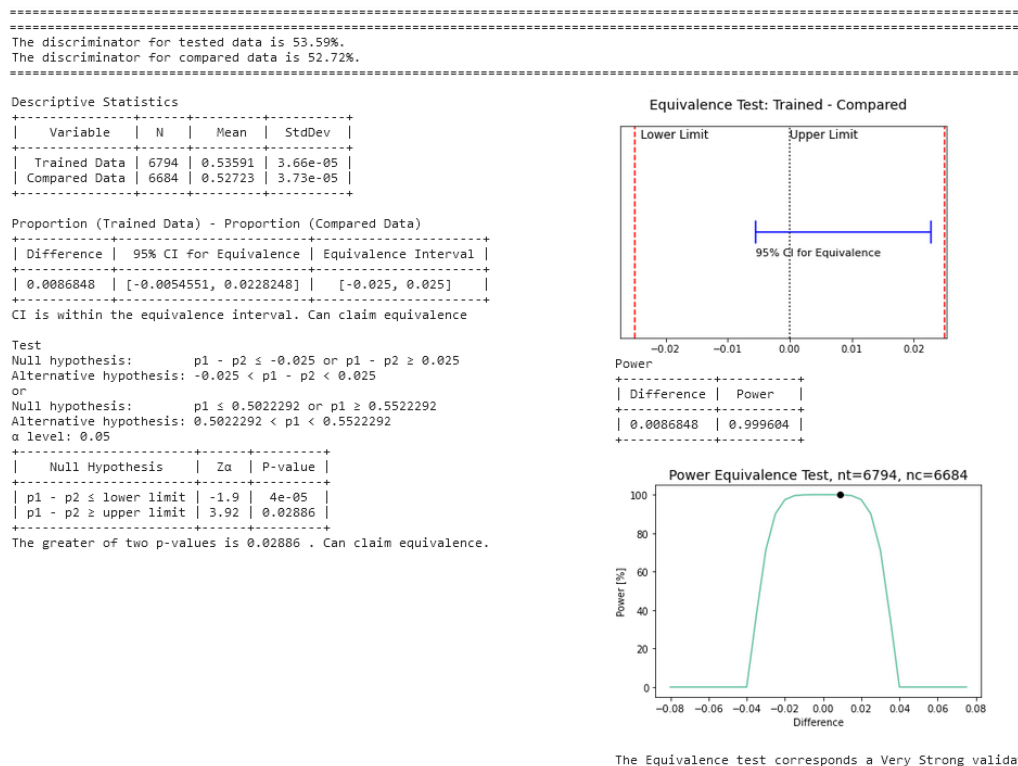 ================================================================================
================================================================================
The discriminator for tested data is 53.59%.
The discriminator for compared data is 52.72%.
================================================================================
Descriptive Statistics
+---------------+------+---------+----------+
| Variable | N | Mean | StdDev |
+---------------+------+---------+----------+
| Trained Data | 6794 | 0.53591 | 3.66e-05 |
| Compared Data | 6684 | 0.52723 | 3.73e-05 |
+---------------+------+---------+----------+
Proportion (Trained Data) - Proportion (Compared Data)
+------------+-------------------------+----------------------+
| Difference | 95% CI for Equivalence | Equivalence Interval |
+------------+-------------------------+----------------------+
| 0.0086848 | [-0.0054551, 0.0228248] | [-0.025, 0.025] |
+------------+-------------------------+----------------------+
CI is within the equivalence interval. Can claim equivalence
Test
Null hypothesis: p1 - p2 ≤ -0.025 or p1 - p2 ≥ 0.025
Alternative hypothesis: -0.025 < p1 - p2 < 0.025
or
Null hypothesis: p1 ≤ 0.5022292 or p1 ≥ 0.5522292
Alternative hypothesis: 0.5022292 < p1 < 0.5522292
α level: 0.05
+-----------------------+------+---------+
| Null Hypothesis | Zα | P-value |
+-----------------------+------+---------+
| p1 - p2 ≤ lower limit | -1.9 | 4e-05 |
| p1 - p2 ≥ upper limit | 3.92 | 0.02886 |
+-----------------------+------+---------+
The greater of two p-values is 0.02886 . Can claim equivalence.
Equivalence Test: Trained - Compared
Lower Limit Upper Limit
95% CI for Equivalence
−0.02 −0.01 0.00 0.01 0.02
Power
+------------+----------+
| Difference | Power |
+------------+----------+
| 0.0086848 | 0.999604 |
+------------+----------+
Power Equivalence Test, nt=6794, nc=6684
100
80
60
40
20
0
Power [%]
−0.08 −0.06 −0.04 −0.02 0.00 0.02 0.04 0.06 0.08
Difference
The Equivalence test corresponds a Very Strong valida